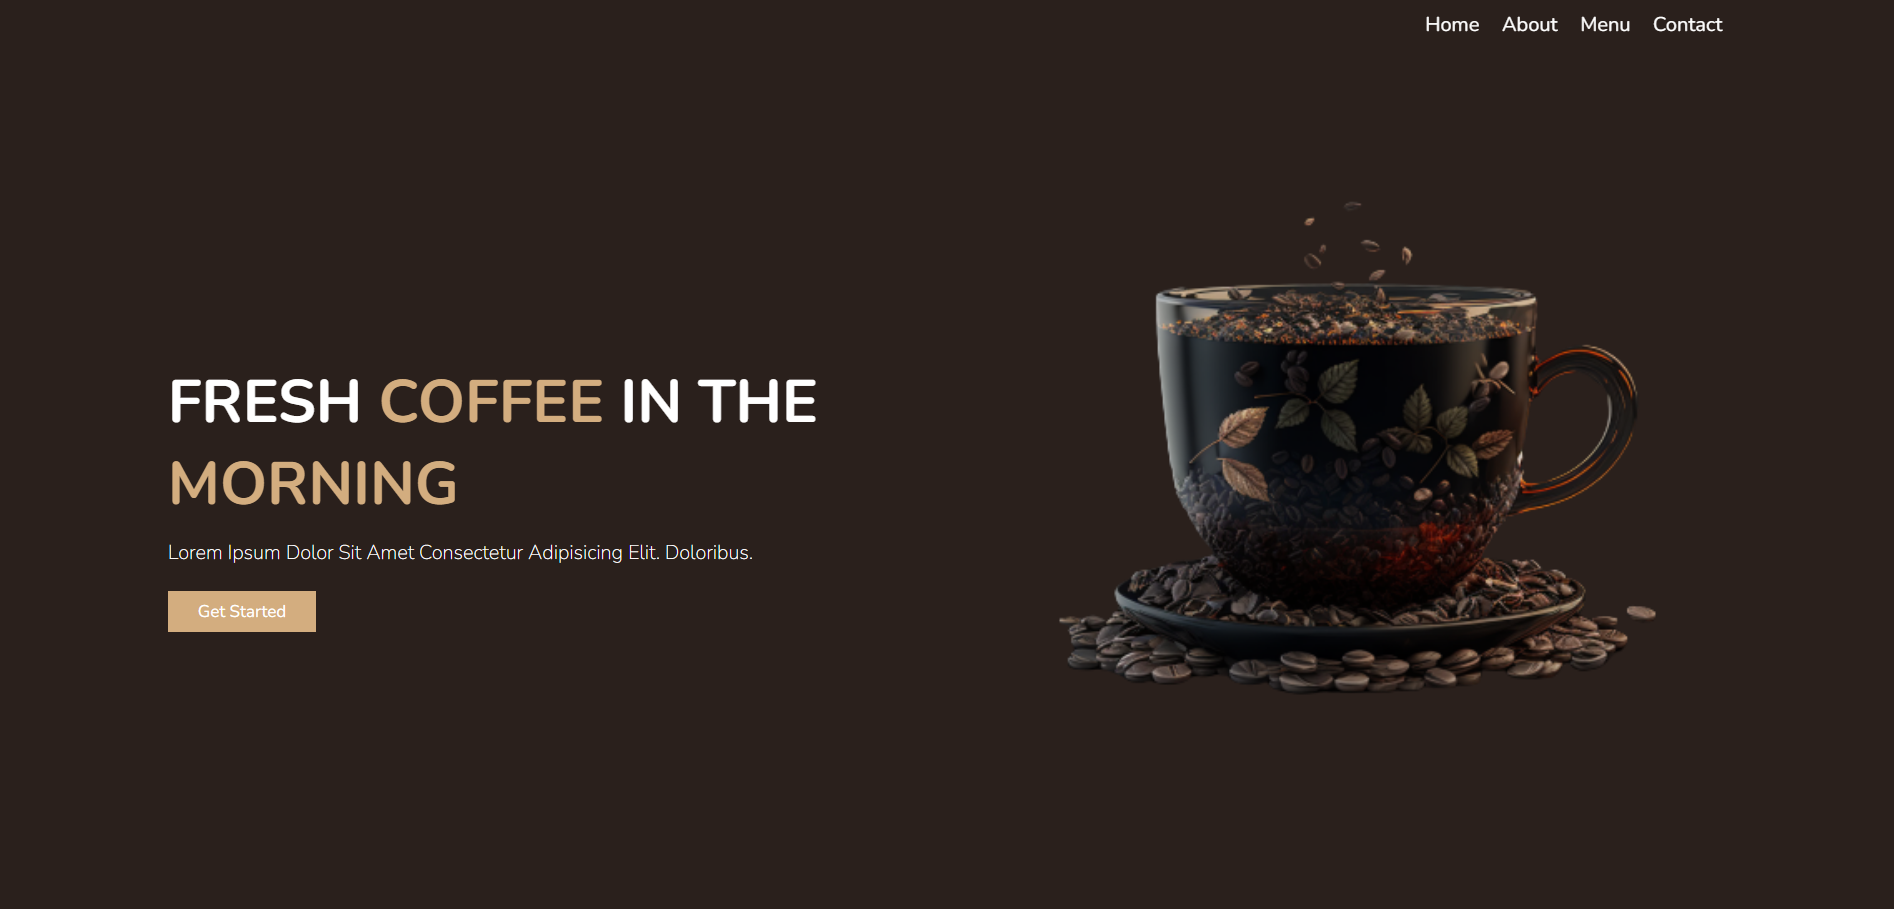 Home About Menu Contact
FRESH COFFEE IN THE
MORNING
Lorem Ipsum Dolor Sit Amet Consectetur Adipisicing Elit. Doloribus.
Get Started